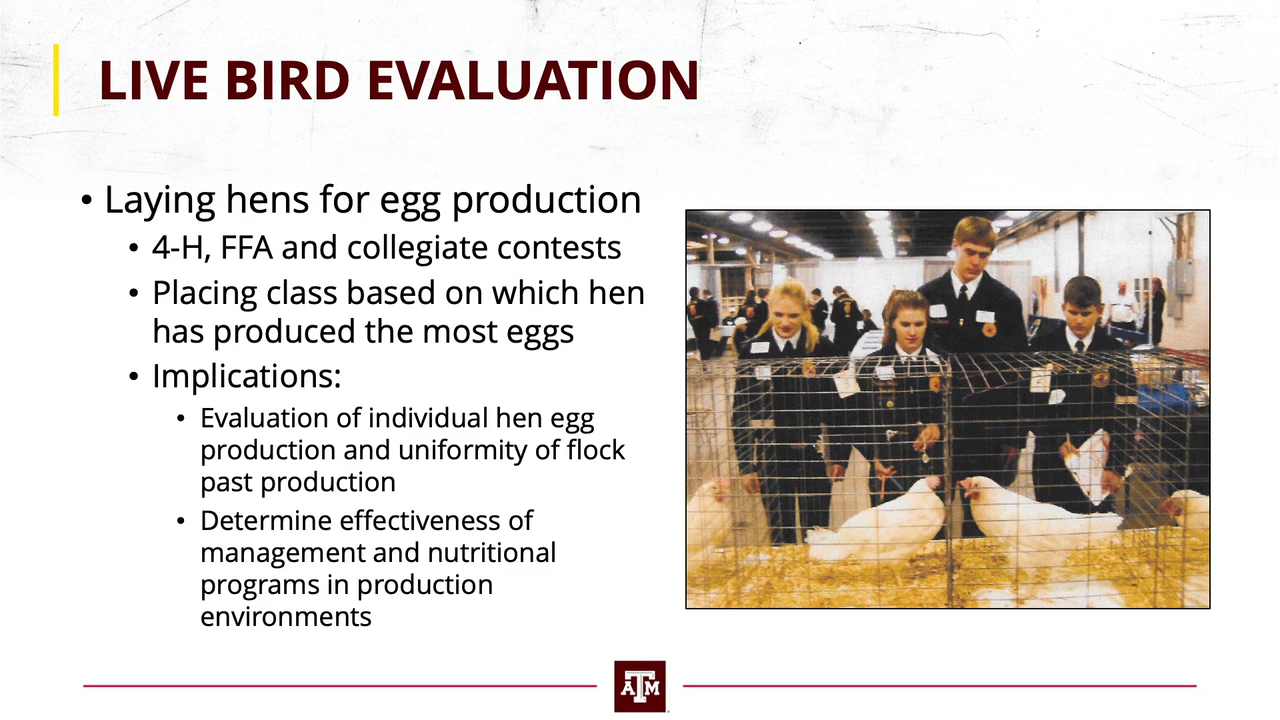 LIVE BIRD EVALUATION
• Laying hens for egg production
• 4-H, FFA and collegiate contests
• Placing class based on which hen
has produced the most eggs
• Implications:
• Evaluation of individual hen egg
production and uniformity of flock
past production
• Determine effectiveness of
management and nutritional
programs in production
environments
ATM